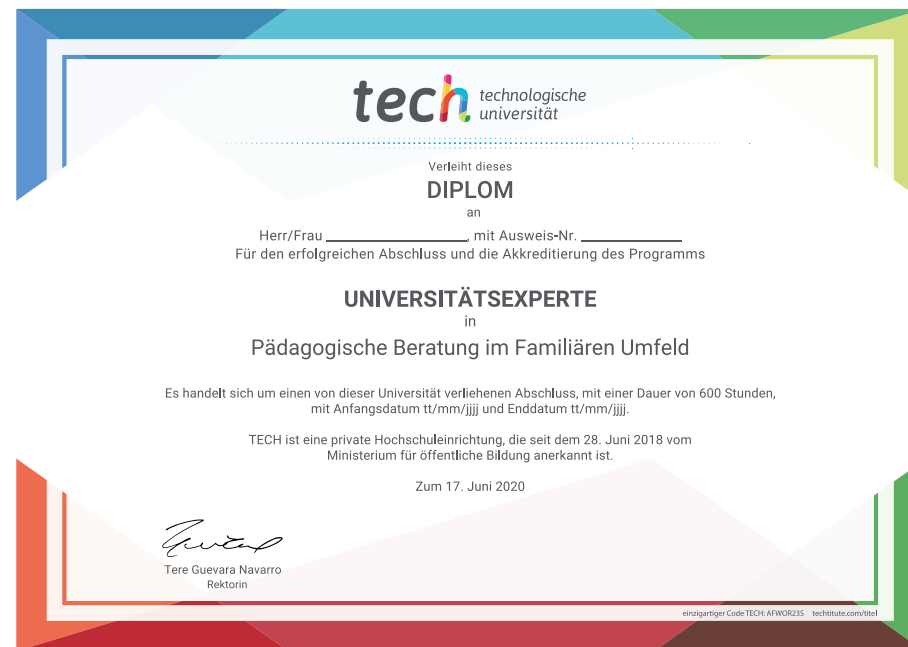 tech technologische
universität
Verleiht dieses
DIPLOM
an
Herr/Frau ____________________, mit Ausweis-Nr. ______________
Für den erfolgreichen Abschluss und die Akkreditierung des Programms
UNIVERSITÄTSEXPERTE
in
Pädagogische Beratung im Familiären Umfeld
Es handelt sich um einen von dieser Universität verliehenen Abschluss, mit einer Dauer von 600 Stunden,
mit Anfangsdatum tt/mm/jjjj und Enddatum tt/mm/jjjj.
TECH ist eine private Hochschuleinrichtung, die seit dem 28. Juni 2018 vom
Ministerium für öffentliche Bildung anerkannt ist.
Zum 17. Juni 2020
Tere Guevara Navarro
Rektorin
einzigartiger Code TECH: AFWOR23S techtitute.com/titel